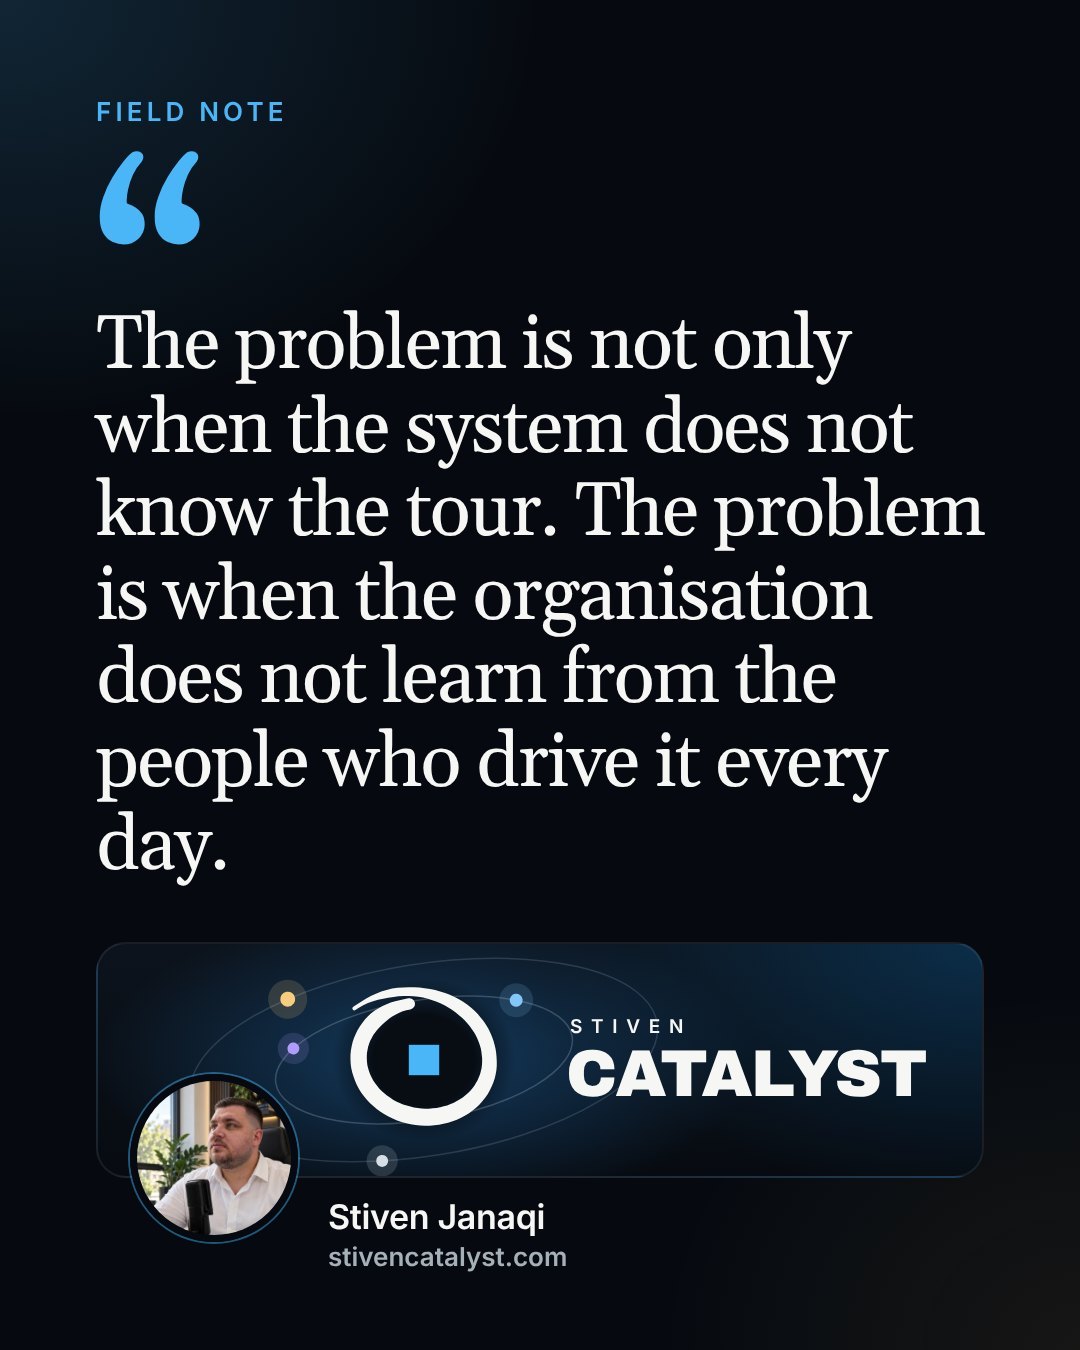 FIELD NOTE
“
The problem is not only
when the system does not
know the tour. The problem
is when the organisation
does not learn from the
people who drive it every
day.
STIVEN
CATALYST
Stiven Janaqi
stivencatalyst.com